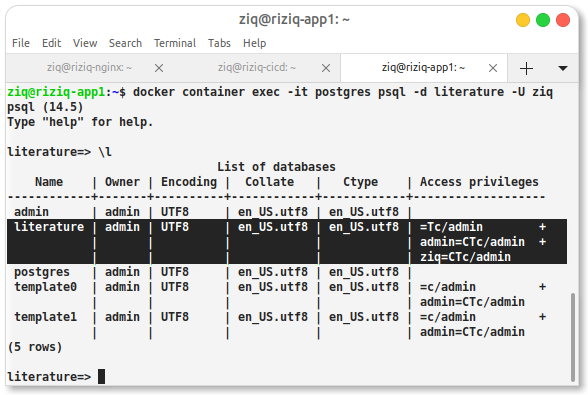 ziq@riziq-app1: ~
File Edit View Search Terminal Tabs Help
ziq@riziq-nginx: ~ ziq@riziq-cicd: ~ ziq@riziq-app1: ~
ziq@riziq-app1:~$ docker container exec -it postgres psql -d literature -U ziq
psql (14.5)
Type "help" for help.
literature=> \l
                              List of databases
    Name    | Owner | Encoding |  Collate   |   Ctype    | Access privileges
------------+-------+----------+------------+------------+-------------------
 admin      | admin | UTF8     | en_US.utf8 | en_US.utf8 |
 literature | admin | UTF8     | en_US.utf8 | en_US.utf8 | =Tc/admin        +
            |       |          |            |            | admin=CTc/admin  +
            |       |          |            |            | ziq=CTc/admin
 postgres   | admin | UTF8     | en_US.utf8 | en_US.utf8 |
 template0  | admin | UTF8     | en_US.utf8 | en_US.utf8 | =c/admin         +
            |       |          |            |            | admin=CTc/admin
 template1  | admin | UTF8     | en_US.utf8 | en_US.utf8 | =c/admin         +
            |       |          |            |            | admin=CTc/admin
(5 rows)
literature=>